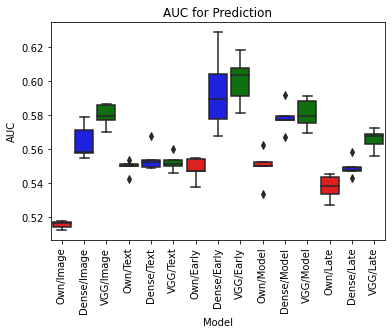 AUC for Prediction
0.62
0.60
0.58
0.56
0.54
0.52
AUC
Own/Image
Dense/Image
VGG/Image
Own/Text
Dense/Text
VGG/Text
Own/Early
Dense/Early
VGG/Early
Own/Model
Dense/Model
VGG/Model
Own/Late
Dense/Late
VGG/Late
Model